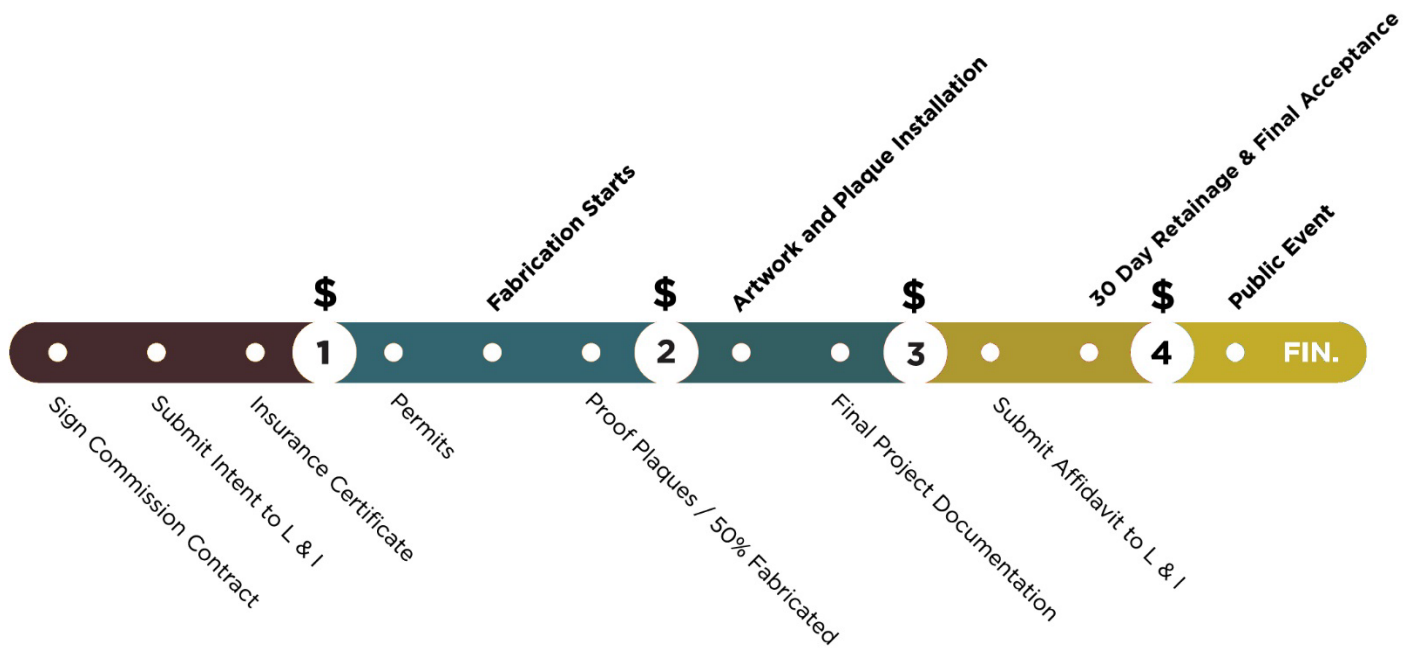 Sign Commission Contract
Submit Intent to L & I
Insurance Certificate
$
1
Permits
Fabrication Starts
Proof Plaques / 50% Fabricated
$
2
Artwork and Plaque Installation
Final Project Documentation
$
3
Submit Affidavit to L & I
30 Day Retainage & Final Acceptance
$
4
Public Event
FIN.